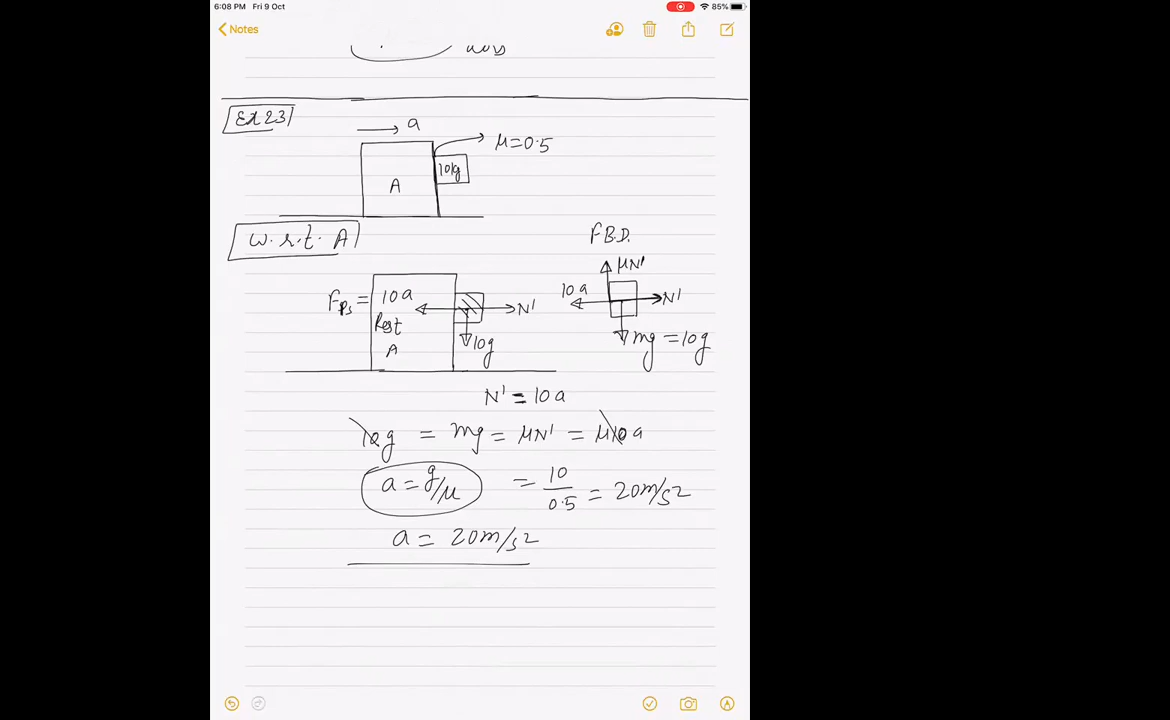 6:08 PM Fri 9 Oct 85%
Notes
Ex 23
a
μ=0.5
10kg
A
w.r.t. A
F.B.D.
μN'
10a
N'
mg = 10g
Fps = 10a
N'
Rest
10g
A
N' = 10a
10g = mg = μN' = μ10a
a = g/μ = 10/0.5 = 20m/s2
a = 20m/s2